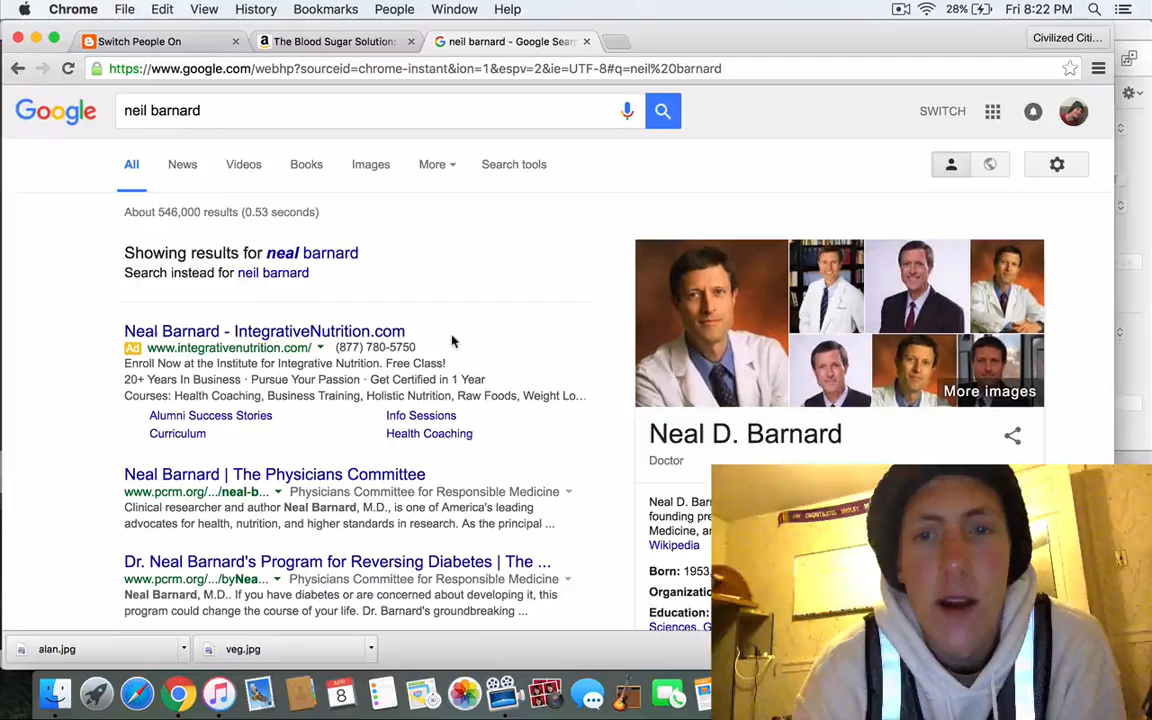 Chrome File Edit View History Bookmarks People Window Help 28% Fri 8:22 PM
Switch People On × The Blood Sugar Solution: × neil barnard - Google Sear × Civilized Citi...
https://www.google.com/webhp?sourceid=chrome-instant&ion=1&espv=2&ie=UTF-8#q=neil%20barnard
Google neil barnard SWITCH
All News Videos Books Images More Search tools
About 546,000 results (0.53 seconds)
Showing results for neal barnard
Search instead for neil barnard
Neal Barnard - IntegrativeNutrition.com
Ad www.integrativenutrition.com/ (877) 780-5750
Enroll Now at the Institute for Integrative Nutrition. Free Class!
20+ Years In Business · Pursue Your Passion · Get Certified in 1 Year
Courses: Health Coaching, Business Training, Holistic Nutrition, Raw Foods, Weight Lo...
Alumni Success Stories Info Sessions
Curriculum Health Coaching
Neal Barnard | The Physicians Committee
www.pcrm.org/.../neal-b... Physicians Committee for Responsible Medicine
Clinical researcher and author Neal Barnard, M.D., is one of America's leading
advocates for health, nutrition, and higher standards in research. As the principal ...
Dr. Neal Barnard's Program for Reversing Diabetes | The ...
www.pcrm.org/.../byNea... Physicians Committee for Responsible Medicine
Neal Barnard, M.D.. If you have diabetes or are concerned about developing it, this
program could change the course of your life. Dr. Barnard's groundbreaking ...
More images
Neal D. Barnard
Doctor
Neal D. Bar
founding pre
Medicine, an
Wikipedia
Born: 1953,
Organizatio
Education:
Sciences, G
alan.jpg veg.jpg
8